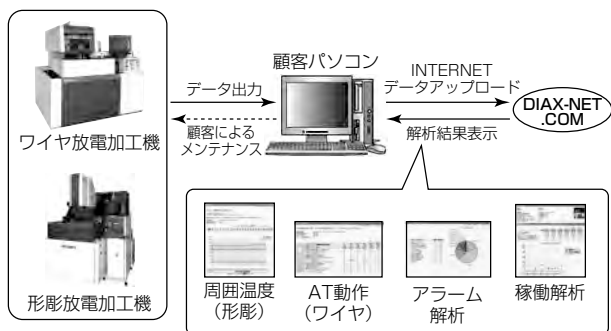 顧客パソコン
INTERNET
データアップロード
データ出力
DIAX-NET
.COM
ワイヤ放電加工機
顧客による
メンテナンス
解析結果表示
形彫放電加工機
周囲温度
(形彫)
AT動作
(ワイヤ)
アラーム
解析
稼働解析